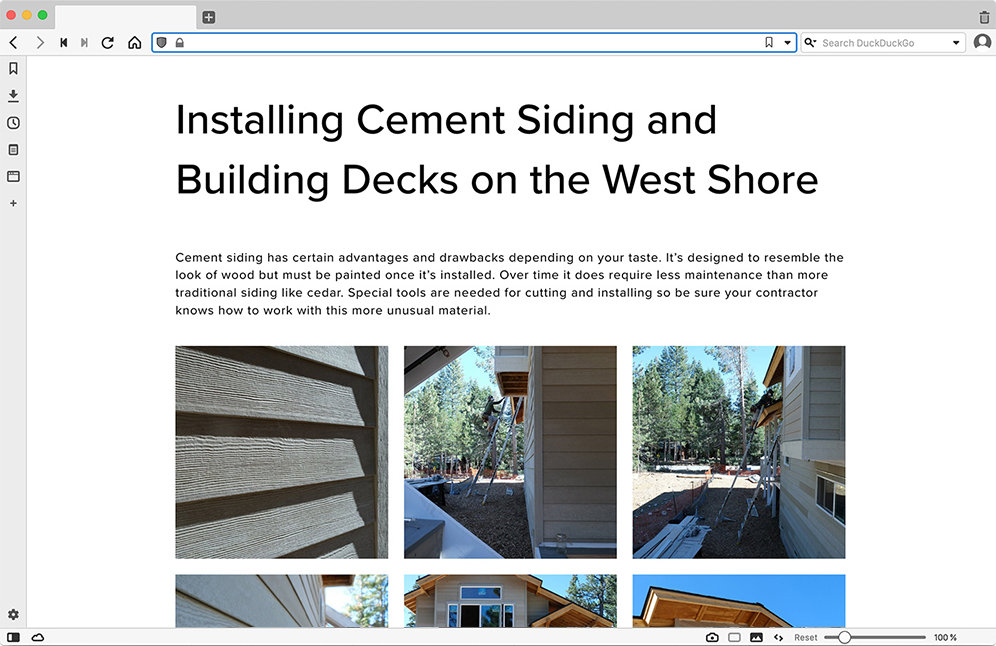 Search DuckDuckGo
Installing Cement Siding and
Building Decks on the West Shore
Cement siding has certain advantages and drawbacks depending on your taste. It’s designed to resemble the
look of wood but must be painted once it’s installed. Over time it does require less maintenance than more
traditional siding like cedar. Special tools are needed for cutting and installing so be sure your contractor
knows how to work with this more unusual material.
Reset
100 %